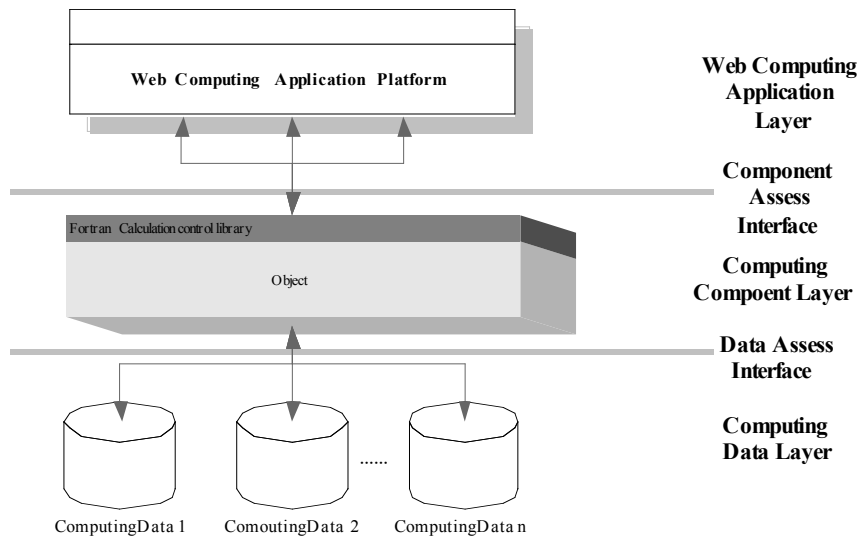 Web Computing Application Platform
Web Computing
Application
Layer
Component
Assess
Interface
Fortran Calculation control library
Object
Computing
Compoent Layer
Data Assess
Interface
Computing
Data Layer
......
ComputingData 1
ComoutingData 2
ComputingData n